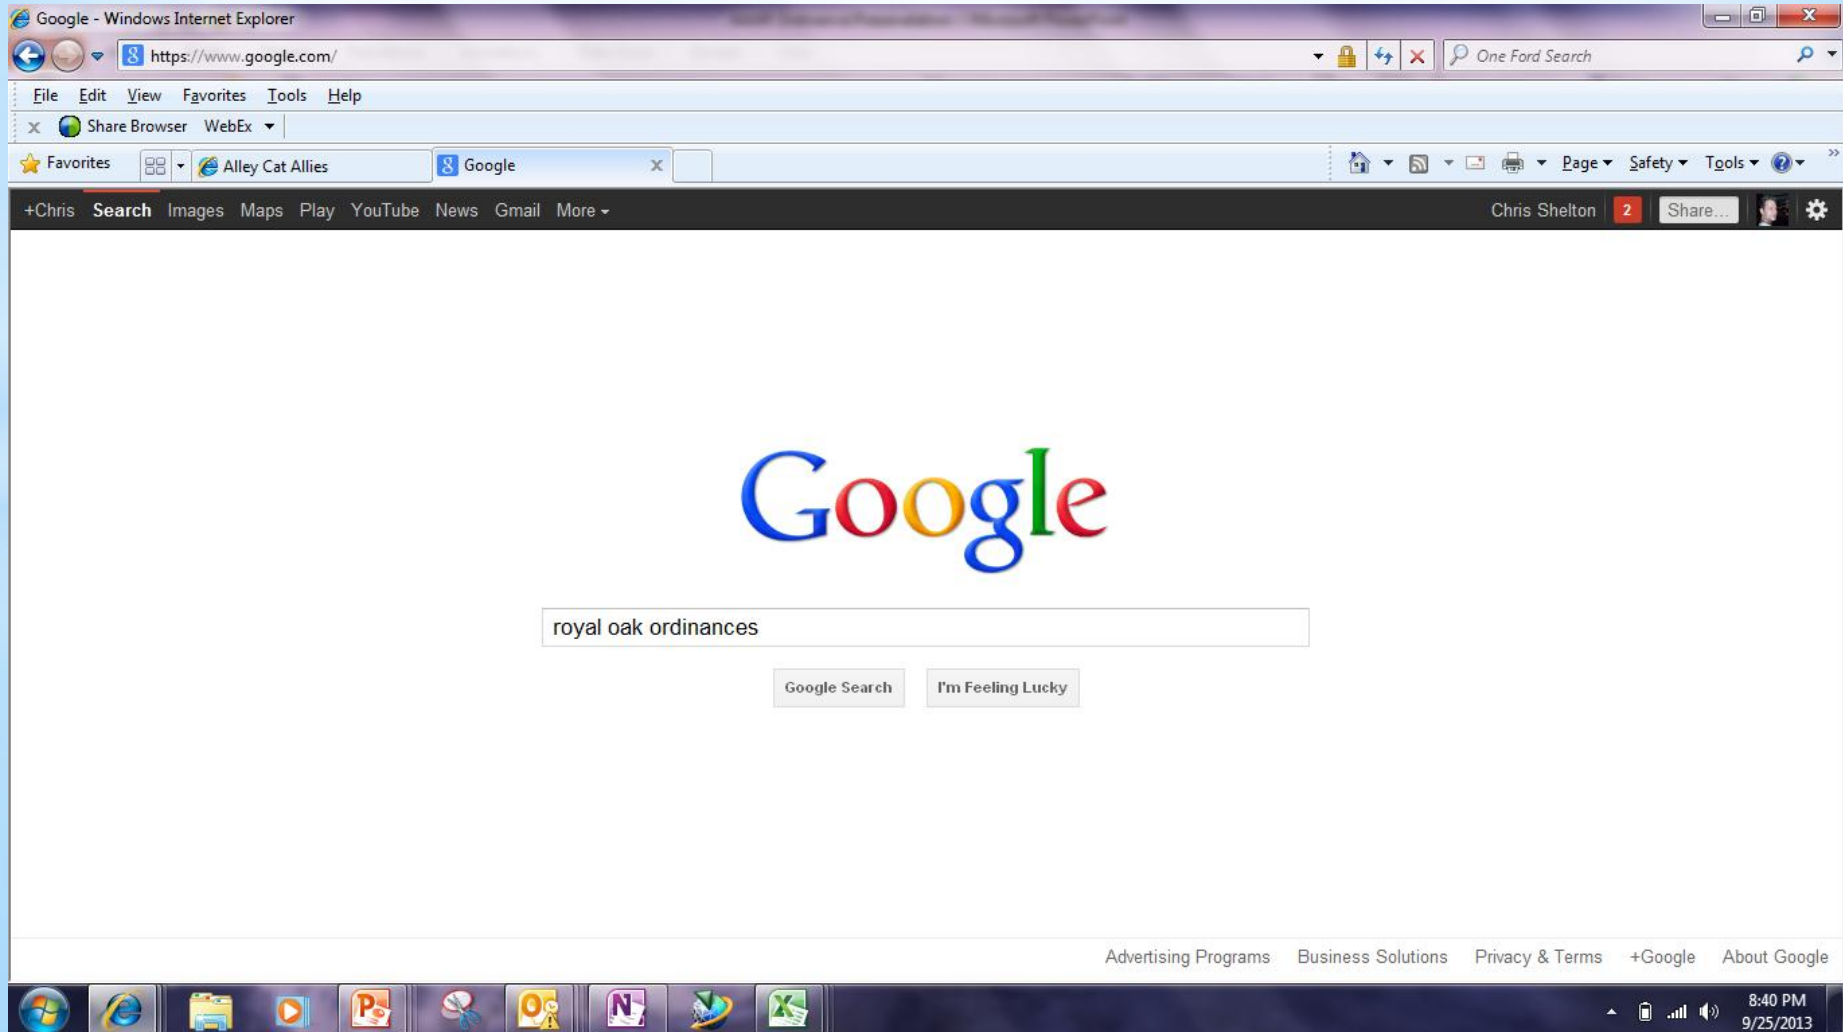 Google - Windows Internet Explorer
https://www.google.com/
One Ford Search
File Edit View Favorites Tools Help
x Share Browser WebEx
Favorites Alley Cat Allies Google x Page Safety Tools
+Chris Search Images Maps Play YouTube News Gmail More Chris Shelton 2 Share...
Google
royal oak ordinances
Google Search I'm Feeling Lucky
Advertising Programs Business Solutions Privacy & Terms +Google About Google
8:40 PM
9/25/2013